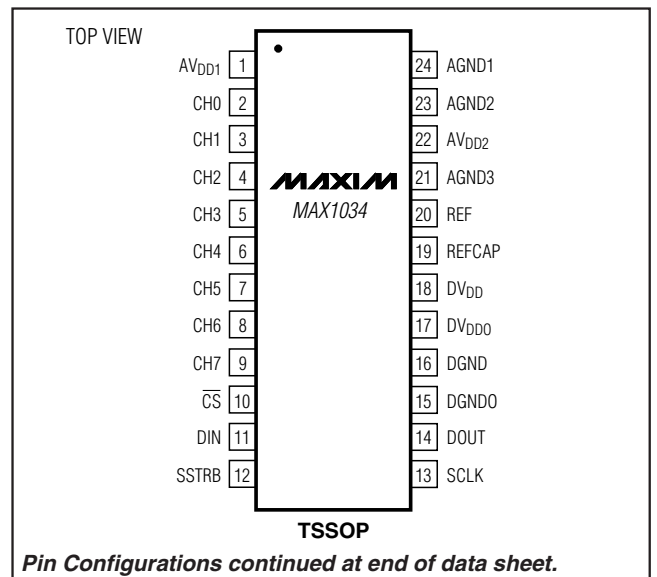 TOP VIEW
AVDD1 1 24 AGND1
CH0 2 23 AGND2
CH1 3 22 AVDD2
CH2 4 MAXIM 21 AGND3
CH3 5 MAX1034 20 REF
CH4 6 19 REFCAP
CH5 7 18 DVDD
CH6 8 17 DVDDO
CH7 9 16 DGND
C̅S̅ 10 15 DGNDO
DIN 11 14 DOUT
SSTRB 12 13 SCLK
TSSOP
Pin Configurations continued at end of data sheet.